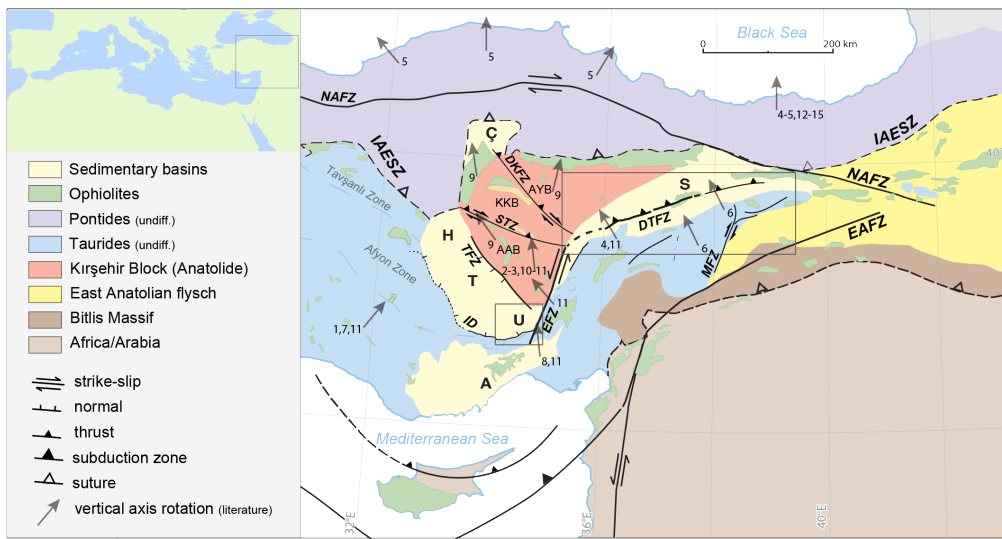 Sedimentary basins
Ophiolites
Pontides (undiff.)
Taurides (undiff.)
Kırşehir Block (Anatolide)
East Anatolian flysch
Bitlis Massif
Africa/Arabia
strike-slip
normal
thrust
subduction zone
suture
vertical axis rotation (literature)
Black Sea
0
200 km
5
5
5
4-5,12-15
NAFZ
IAESZ
40°
Ç
IAESZ
Tavşanlı Zone
DKFZ
9
AYB
9
KKB
S
NAFZ
STZ
6
DTFZ
EAFZ
H
9
AAB
4,11
6
TFZ
2-3,10-11
MFZ
Afyon Zone
T
11
1,7,11
ID
U
EFZ
8,11
A
Mediterranean Sea
32°E
36°E
40°E